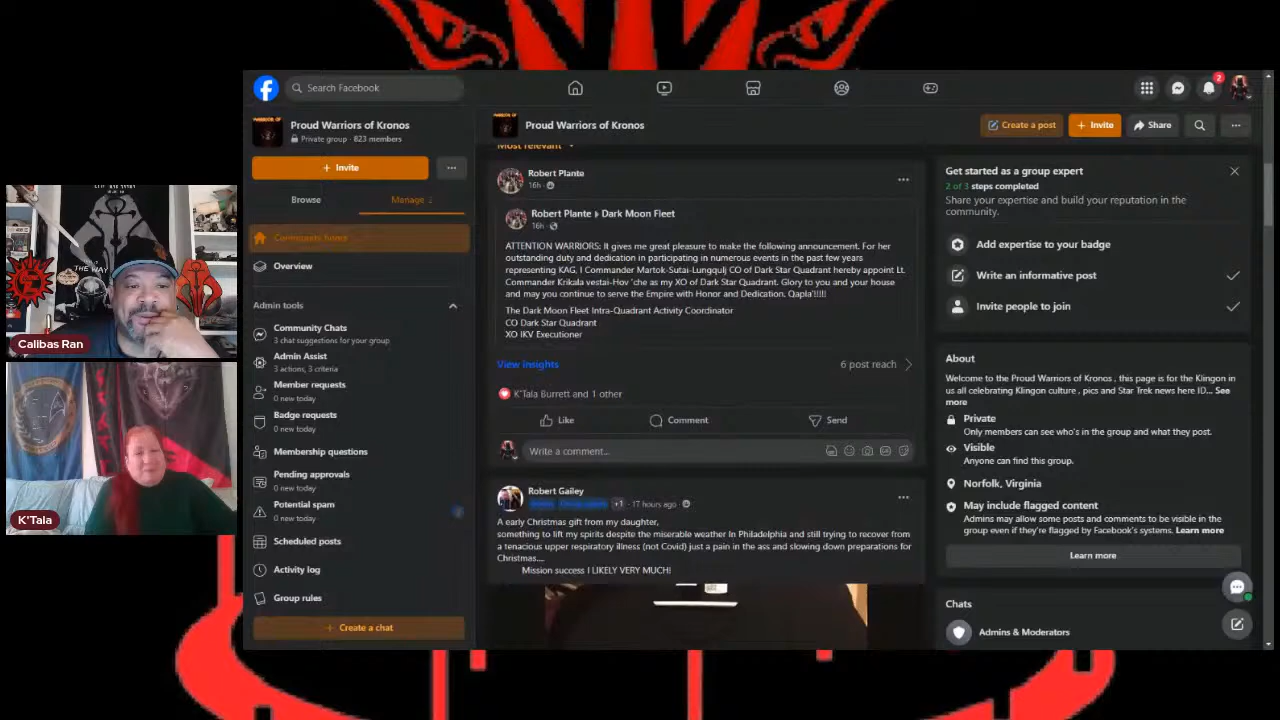 Search Facebook
2
Proud Warriors of Kronos
Private group · 823 members
+ Invite
Browse
Manage
Community home
Overview
Admin tools
Community Chats
3 chat suggestions for your group
Admin Assist
3 actions, 3 criteria
Member requests
0 new today
Badge requests
0 new today
Membership questions
Pending approvals
0 new today
Potential spam
0 new today
Scheduled posts
Activity log
Group rules
+ Create a chat
Proud Warriors of Kronos
Create a post
+ Invite
Share
Most relevant
Robert Plante
16h
Robert Plante ▸ Dark Moon Fleet
16h
ATTENTION WARRIORS: It gives me great pleasure to make the following announcement. For her
outstanding duty and dedication in participating in numerous events in the past few years
representing KAG, I Commander Martok-Sutai-Lungqulj CO of Dark Star Quadrant hereby appoint Lt.
Commander Krikala vestai-Hov 'che as my XO of Dark Star Quadrant. Glory to you and your house
and may you continue to serve the Empire with Honor and Dedication. Qapla'!!!!
The Dark Moon Fleet Intra-Quadrant Activity Coordinator
CO Dark Star Quadrant
XO IKV Executioner
View insights
6 post reach
K'Tala Burrett and 1 other
Like
Comment
Send
Write a comment...
Robert Gailey
+1 · 17 hours ago
A early Christmas gift from my daughter,
something to lift my spirits despite the miserable weather In Philadelphia and still trying to recover from
a tenacious upper respiratory illness (not Covid) just a pain in the ass and slowing down preparations for
Christmas....
Mission success I LIKELY VERY MUCH!
Get started as a group expert
2 of 3 steps completed
Share your expertise and build your reputation in the
community.
Add expertise to your badge
Write an informative post
Invite people to join
About
Welcome to the Proud Warriors of Kronos , this page is for the Klingon in
us all celebrating Klingon culture , pics and Star Trek news here ID... See
more
Private
Only members can see who's in the group and what they post.
Visible
Anyone can find this group.
Norfolk, Virginia
May include flagged content
Admins may allow some posts and comments to be visible in the
group even if they're flagged by Facebook's systems. Learn more
Learn more
Chats
Admins & Moderators
THE WAY
Calibas Ran
K'Tala